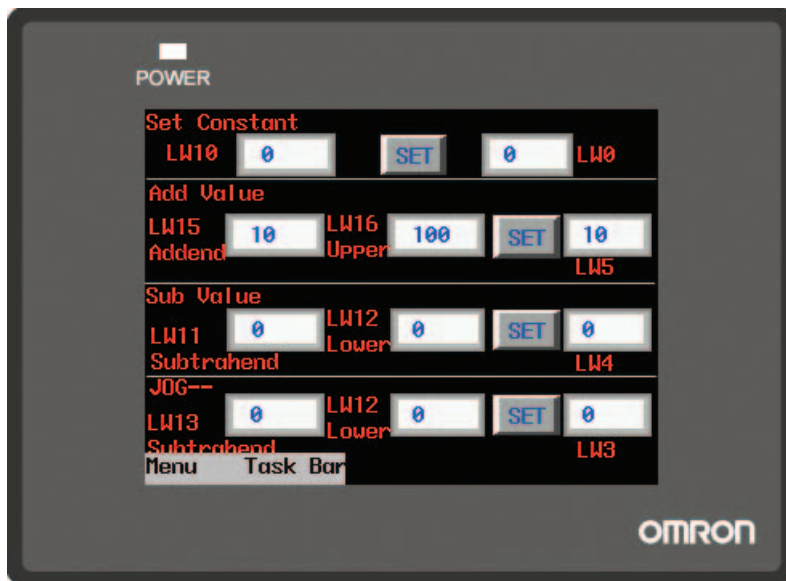 POWER
Set Constant
LW10 0 SET 0 LW0
Add Value
LW15 Addend 10 LW16 Upper 100 SET 10
LW5
Sub Value
LW11 0 LW12 Lower 0 SET 0
Subtrahend LW4
JOG--
LW13 0 LW12 Lower 0 SET 0
Subtrahend LW3
Menu Task Bar
OMRON